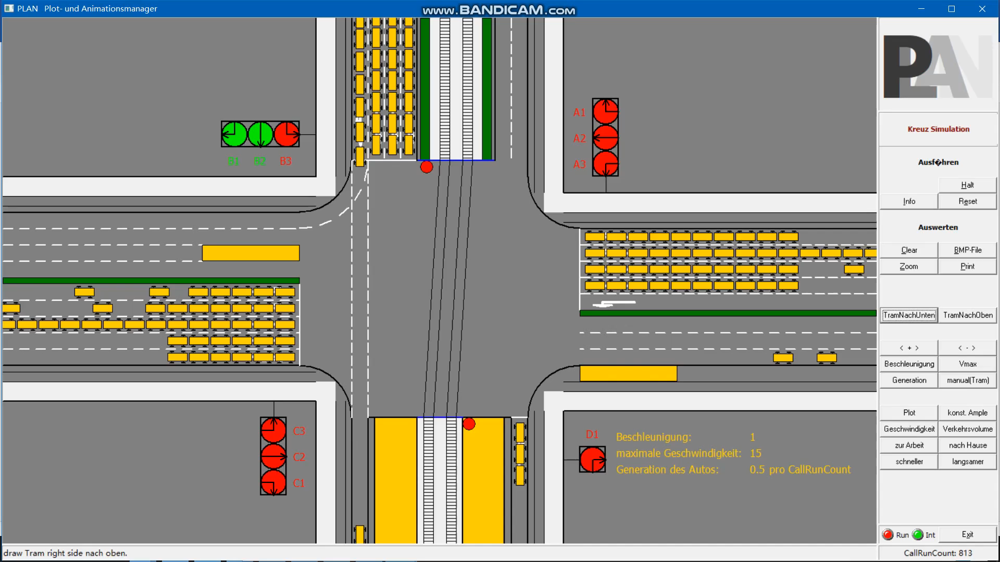 PLAN Plot- und Animationsmanager
www.BANDICAM.com
PLAN
Kreuz Simulation
Ausf�hren
Halt
Info
Reset
Auswerten
Clear
BMP-File
Zoom
Print
TramNachUnten
TramNachOben
< + >
< - >
Beschleunigung
Vmax
Generation
manual(Tram)
Plot
konst. Ample
Geschwindigkeit
Verkehrsvolume
zur Arbeit
nach Hause
schneller
langsamer
Run
Int
Exit
B1 B2 B3
A1
A2
A3
C3
C2
C1
D1
Beschleunigung: 1
maximale Geschwindigkeit: 15
Generation des Autos: 0.5 pro CallRunCount
draw Tram right side nach oben.
CallRunCount: 813